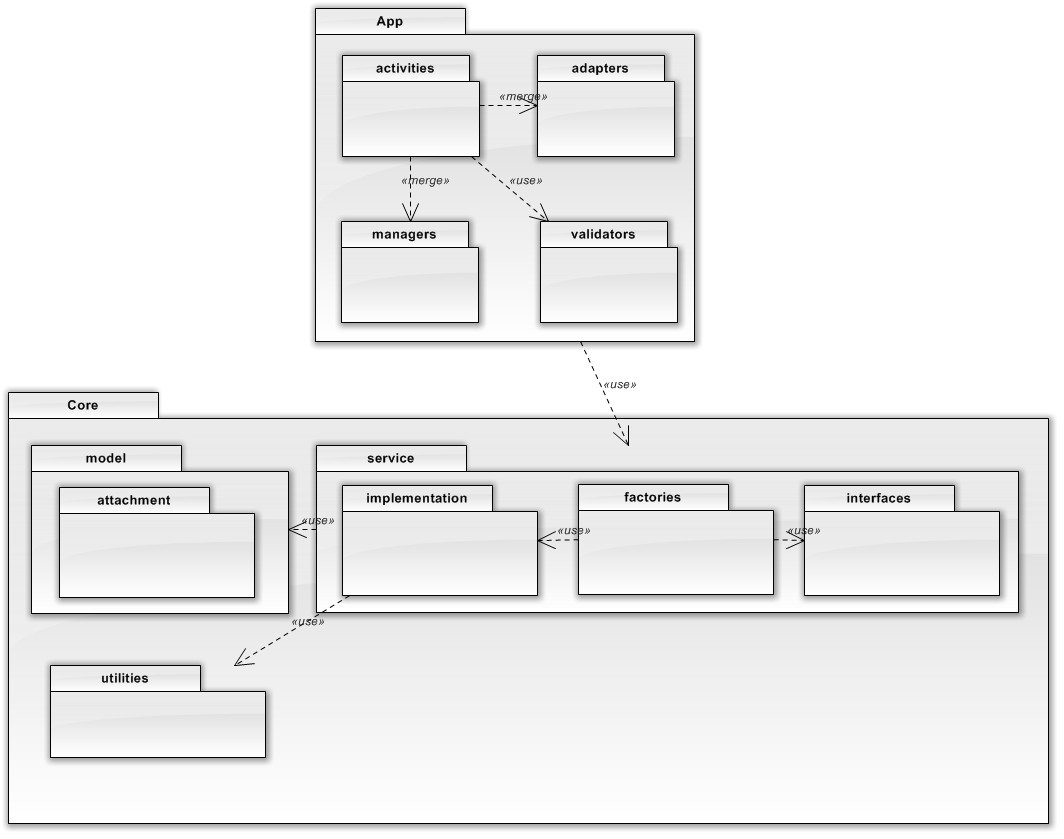 App
activities
adapters
«merge»
«merge»
«use»
managers
validators
«use»
Core
model
service
attachment
implementation
factories
interfaces
«use»
«use»
«use»
«use»
utilities